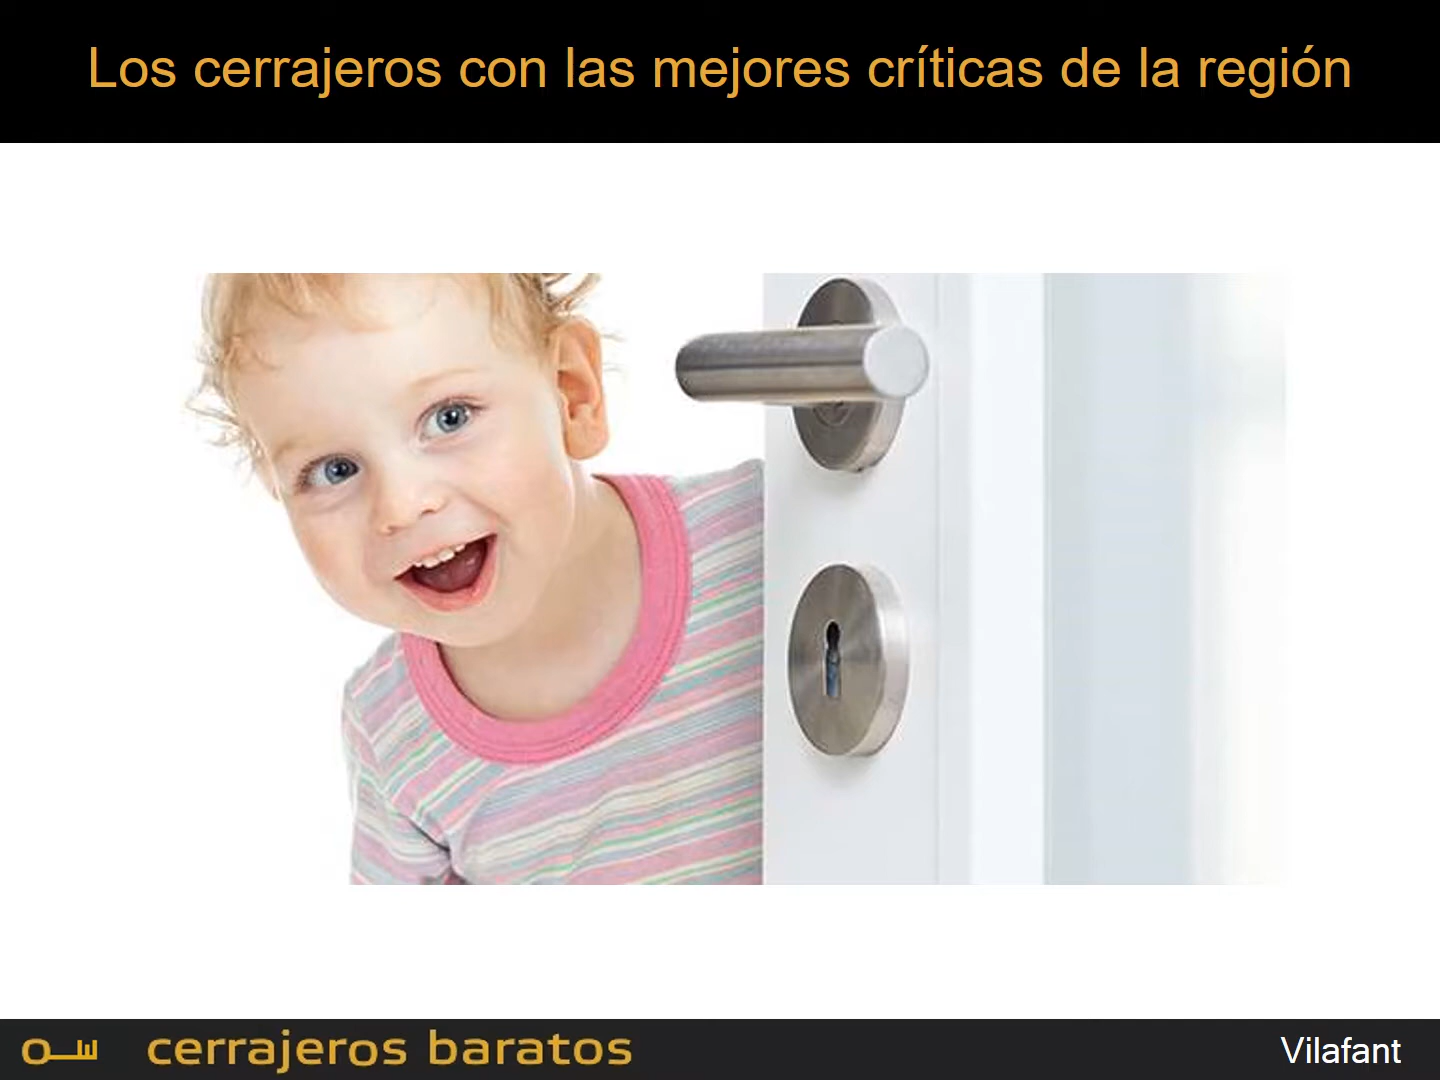 Los cerrajeros con las mejores críticas de la región
cerrajeros baratos
Vilafant